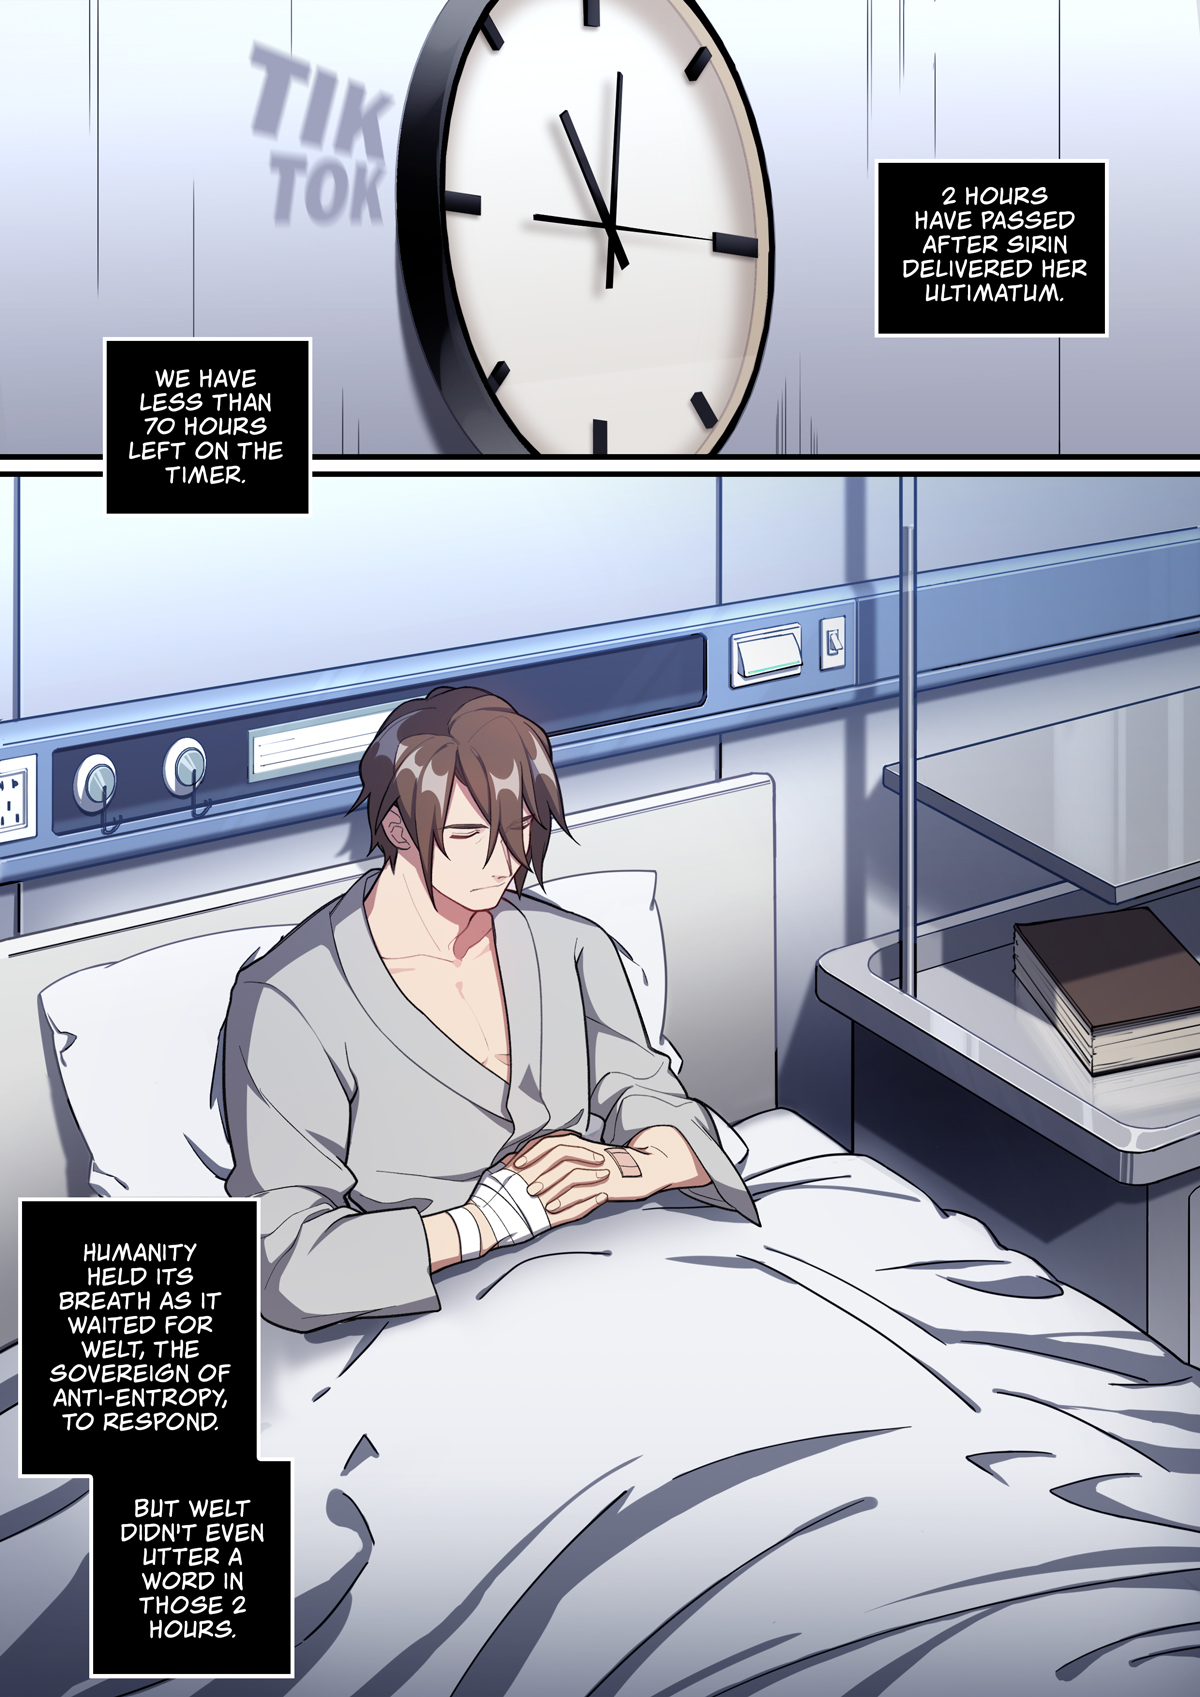 TIK
TOK
2 HOURS
HAVE PASSED
AFTER SIRIN
DELIVERED HER
ULTIMATUM.
WE HAVE
LESS THAN
70 HOURS
LEFT ON THE
TIMER.
HUMANITY
HELD ITS
BREATH AS IT
WAITED FOR
WELT, THE
SOVEREIGN OF
ANTI-ENTROPY,
TO RESPOND.
BUT WELT
DIDN'T EVEN
UTTER A
WORD IN
THOSE 2
HOURS.